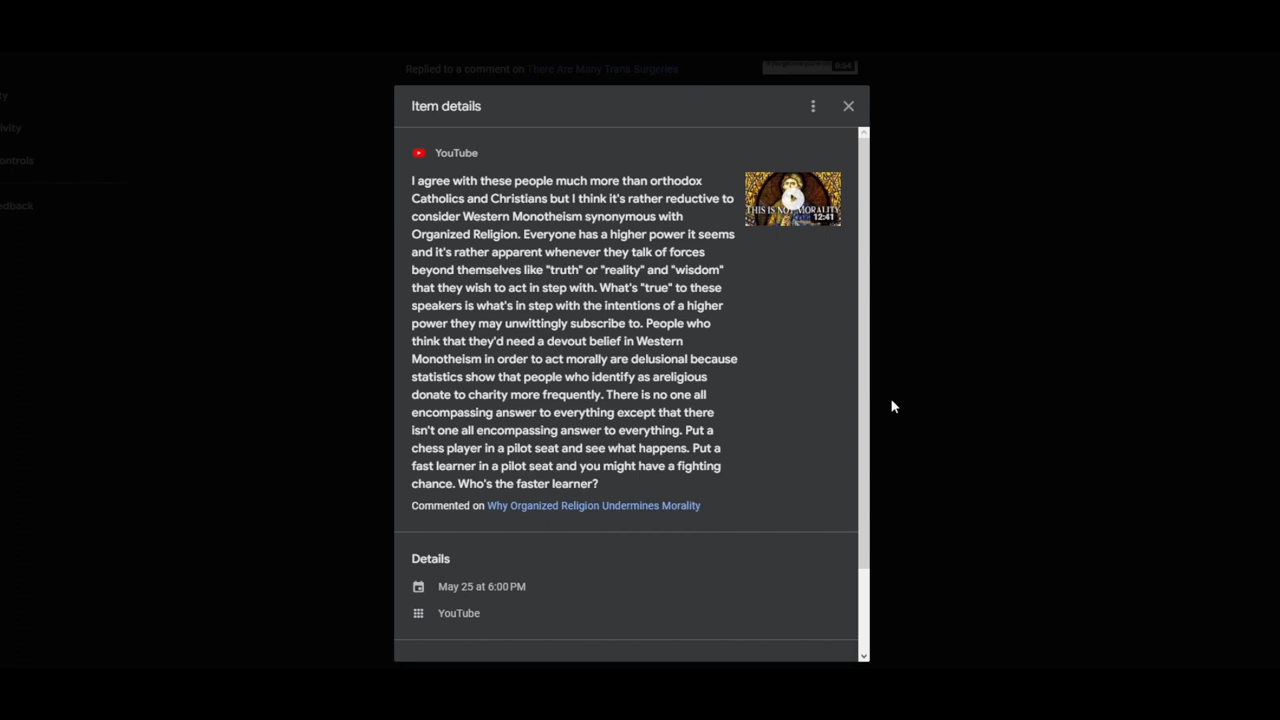 Replied to a comment on There Are Many Trans Surgeries
8:54
Item details
ty
ivity
ontrols
edback
YouTube
I agree with these people much more than orthodox
Catholics and Christians but I think it's rather reductive to
consider Western Monotheism synonymous with
Organized Religion. Everyone has a higher power it seems
and it's rather apparent whenever they talk of forces
beyond themselves like "truth" or "reality" and "wisdom"
that they wish to act in step with. What's "true" to these
speakers is what's in step with the intentions of a higher
power they may unwittingly subscribe to. People who
think that they'd need a devout belief in Western
Monotheism in order to act morally are delusional because
statistics show that people who identify as areligious
donate to charity more frequently. There is no one all
encompassing answer to everything except that there
isn't one all encompassing answer to everything. Put a
chess player in a pilot seat and see what happens. Put a
fast learner in a pilot seat and you might have a fighting
chance. Who's the faster learner?
THIS IS NOT MORALITY
12:41
Commented on Why Organized Religion Undermines Morality
Details
May 25 at 6:00 PM
YouTube